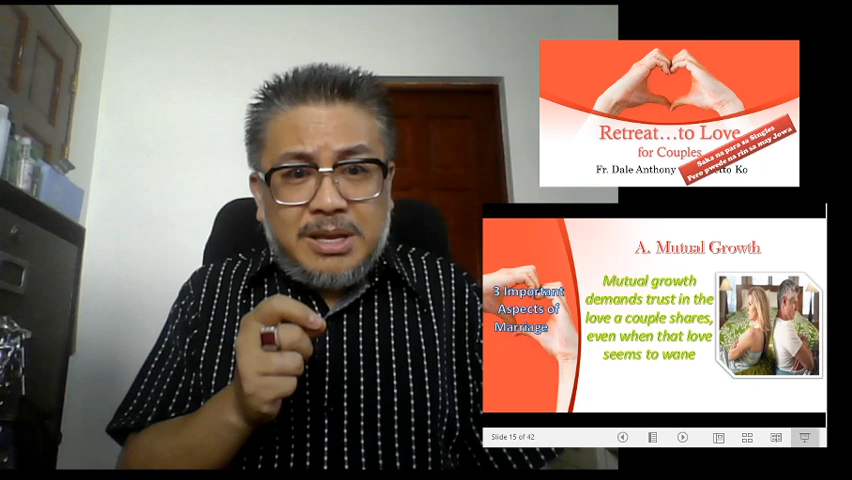 Retreat…to Love
for Couples
Fr. Dale Anthony Ko
Saka na para sa Singles
Pero pwede na rin sa may Jowa
A. Mutual Growth
3 Important
Aspects of
Marriage
Mutual growth
demands trust in the
love a couple shares,
even when that love
seems to wane
Slide 15 of 42